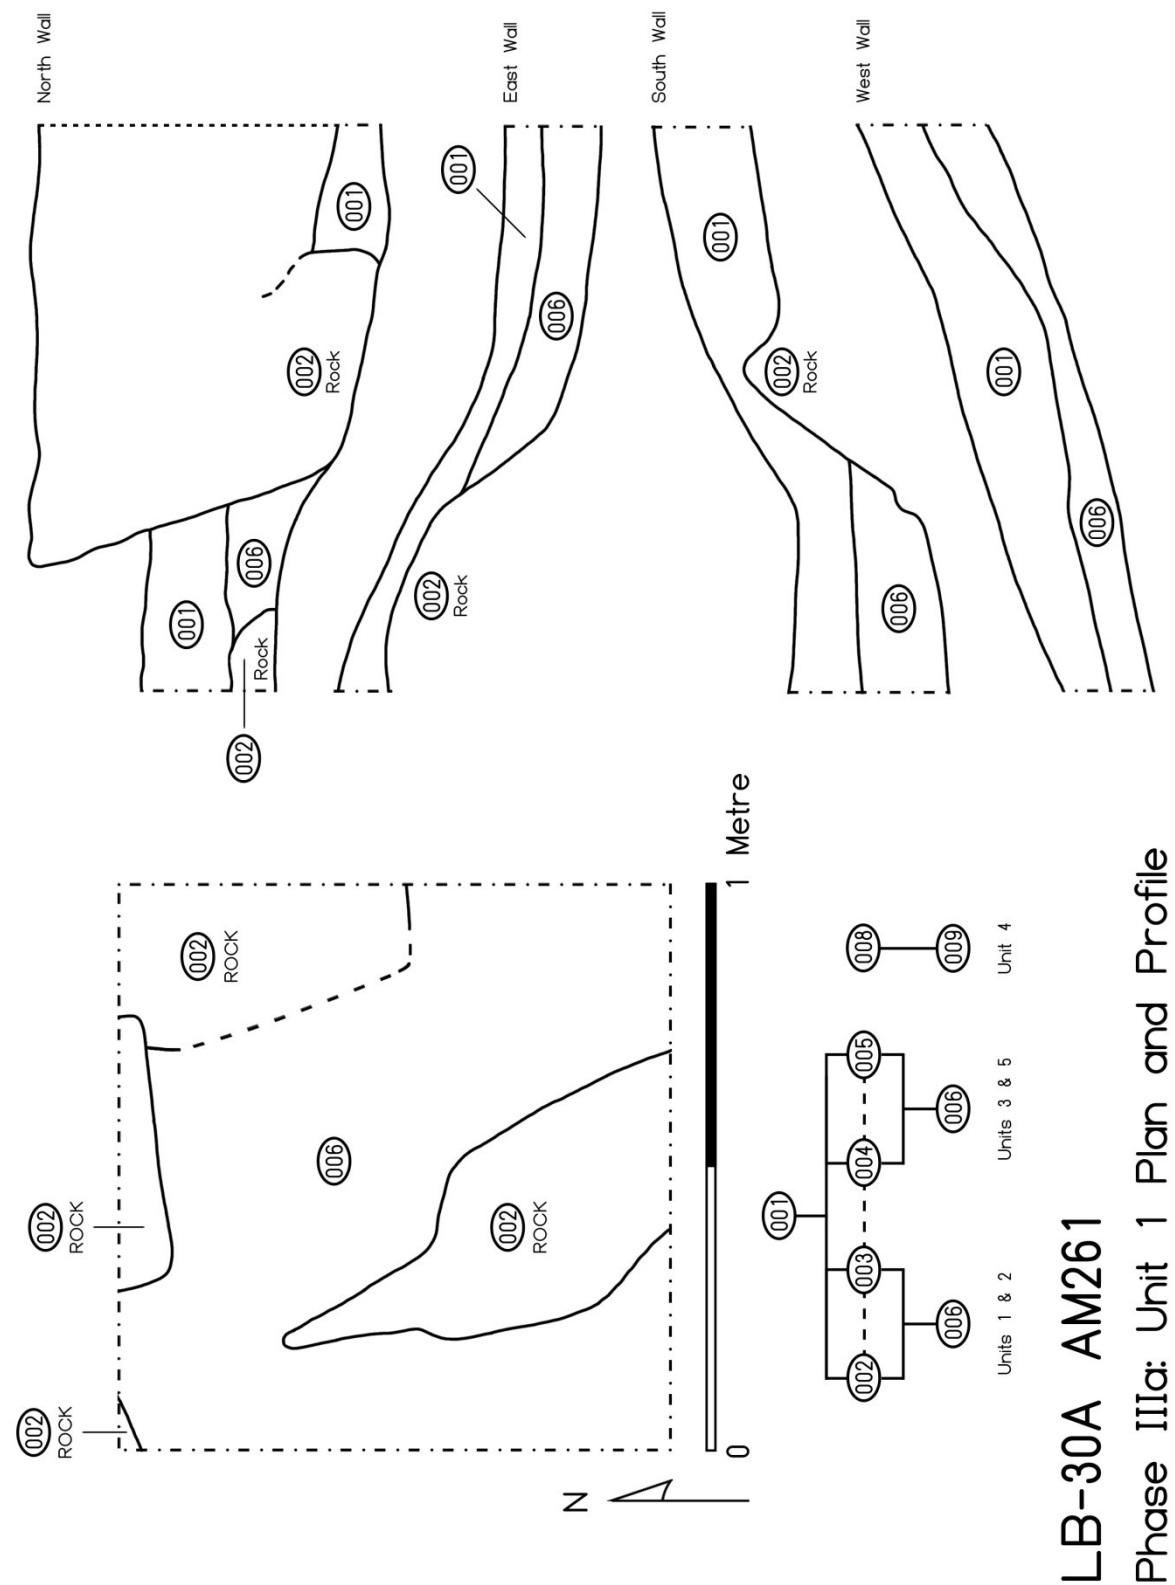 North Wall
001
002
Rock
001
006
Rock
002
East Wall
001
006
002
Rock
South Wall
001
002
Rock
006
West Wall
001
006
002
ROCK
002
ROCK
002
ROCK
006
002
ROCK
N
0
1 Metre
001
002
003
004
005
006
006
Units 1 & 2
Units 3 & 5
008
009
Unit 4
LB-30A AM261
Phase IIIa: Unit 1 Plan and Profile